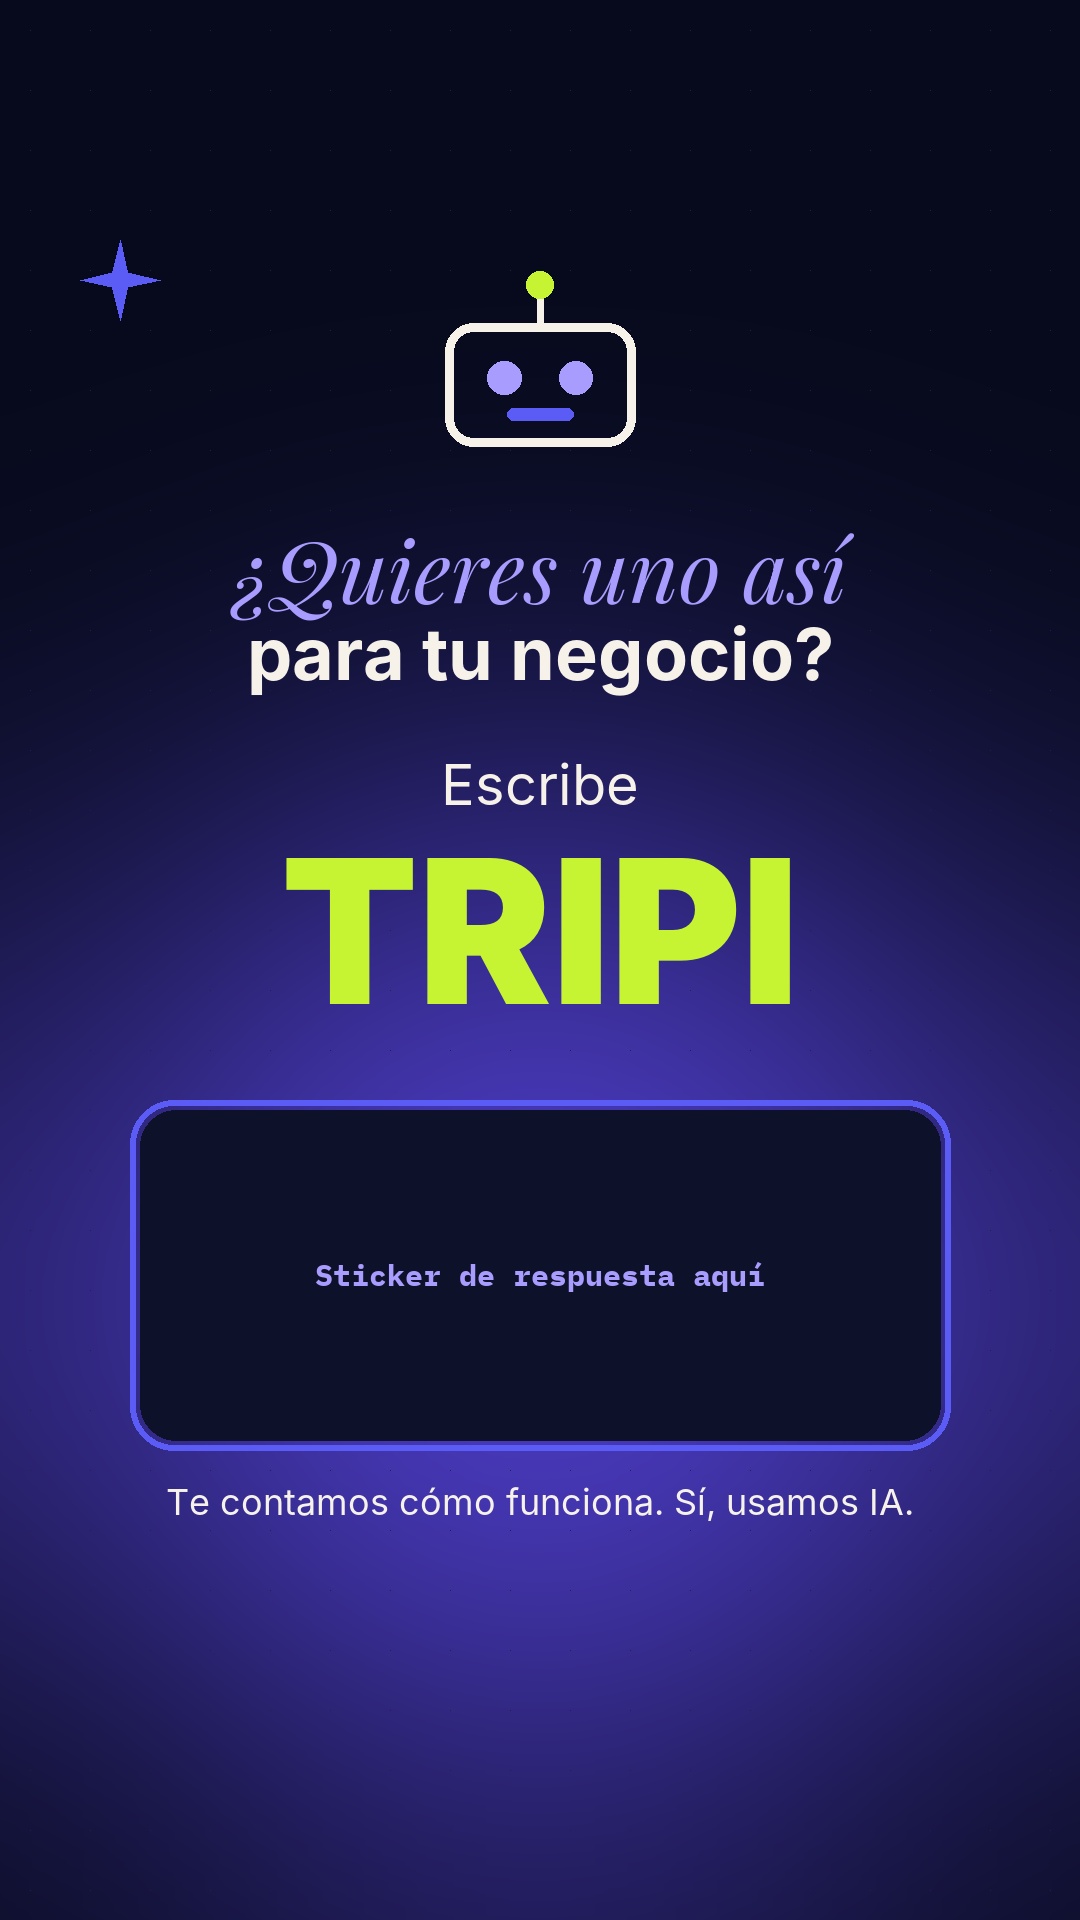 ¿Quieres uno así
para tu negocio?
Escribe
TRIPI
Sticker de respuesta aquí
Te contamos cómo funciona. Sí, usamos IA.